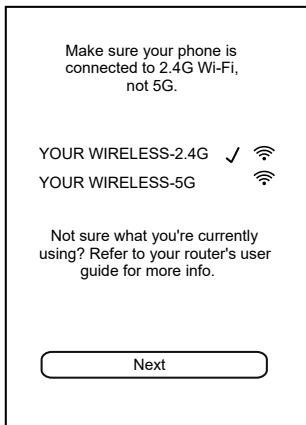 Make sure your phone is
connected to 2.4G Wi-Fi,
not 5G.
YOUR WIRELESS-2.4G
YOUR WIRELESS-5G
Not sure what you're currently
using? Refer to your router's user
guide for more info.
Next